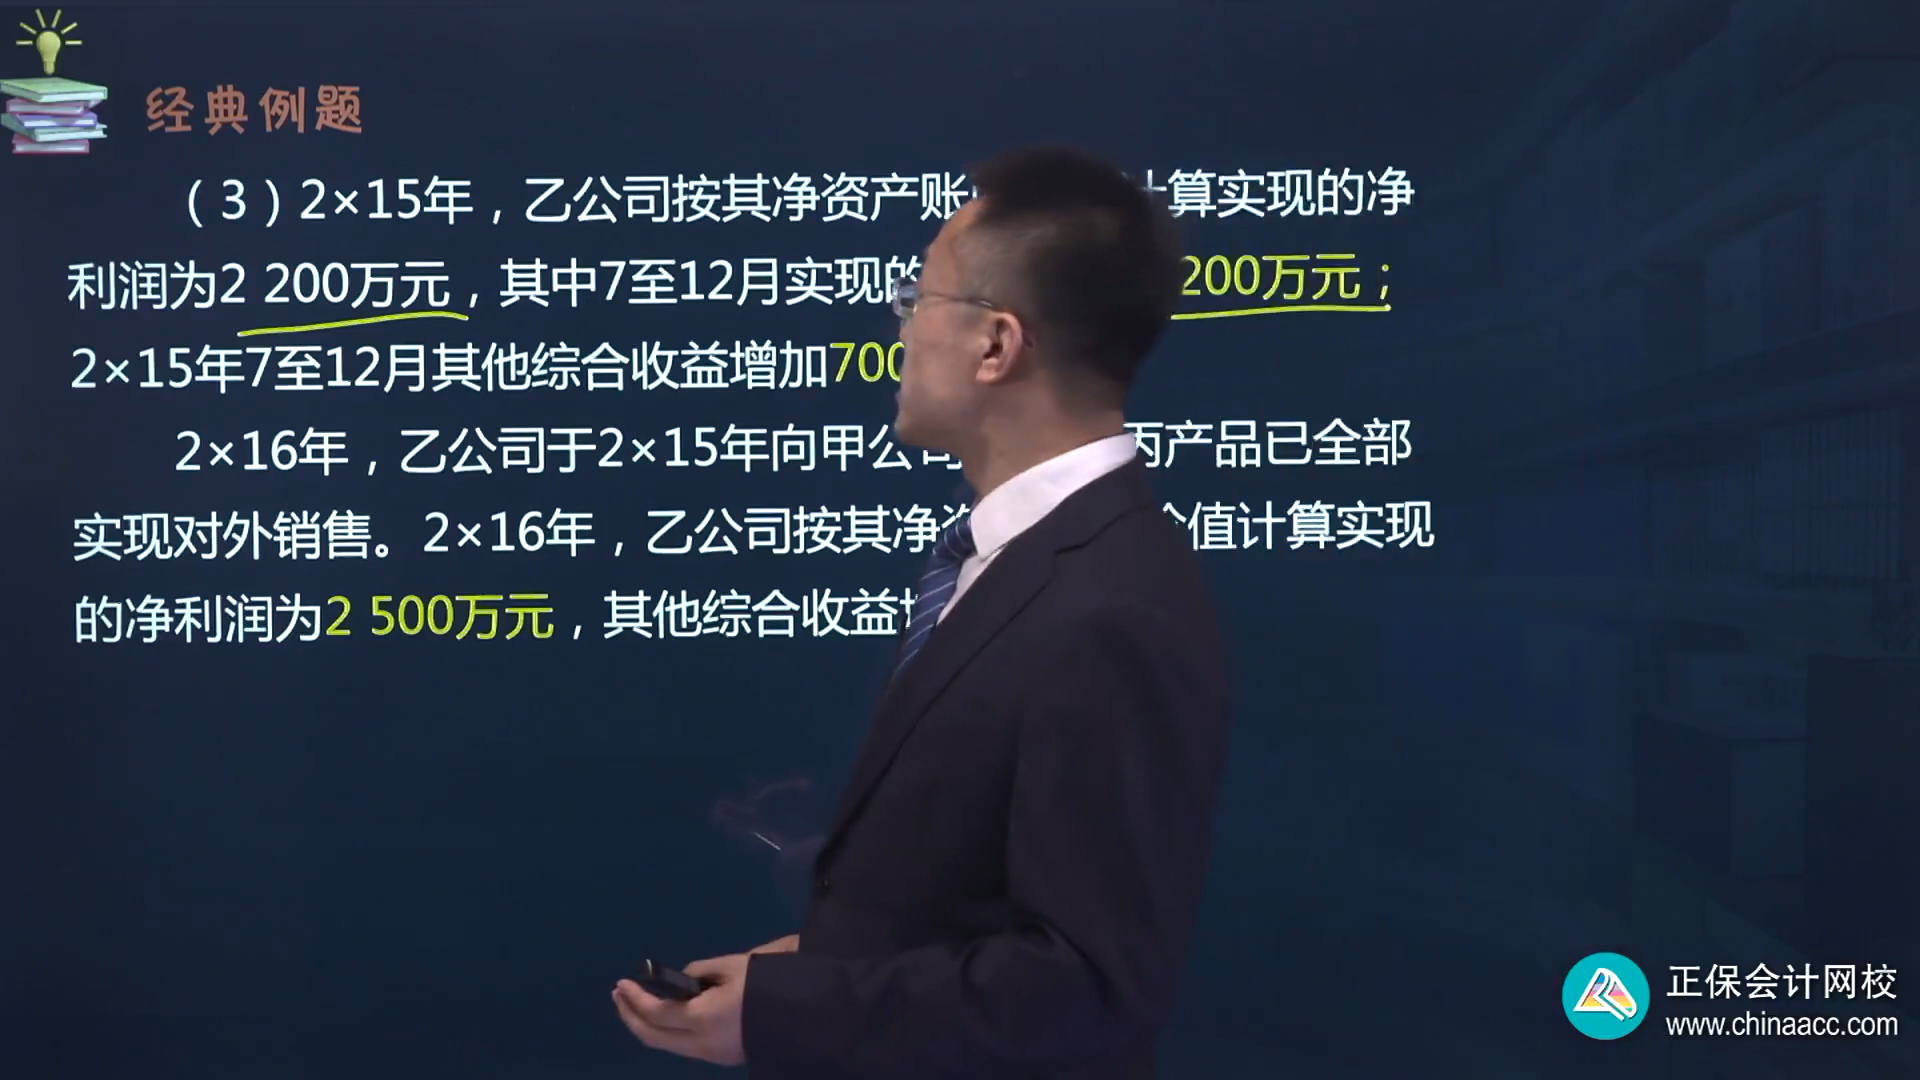 经典例题
（3）2×15年，乙公司按其净资产账 计算实现的净
利润为2 200万元，其中7至12月实现的 200万元；
2×15年7至12月其他综合收益增加700
2×16年，乙公司于2×15年向甲公司 丙产品已全部
实现对外销售。2×16年，乙公司按其净资 价值计算实现
的净利润为2 500万元，其他综合收益增
正保会计网校
www.chinaacc.com